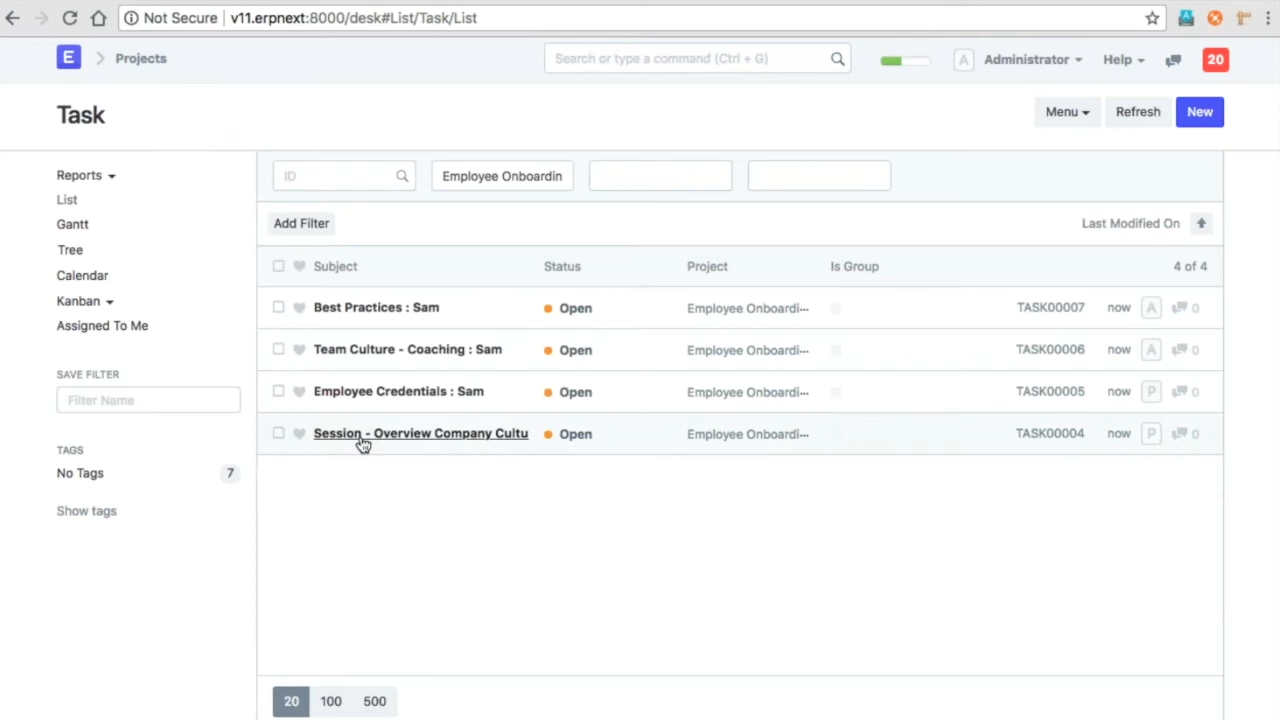 Not Secure v11.erpnext:8000/desk#List/Task/List
E Projects Search or type a command (Ctrl + G) A Administrator Help 20
Task Menu Refresh New
Reports
List
Gantt
Tree
Calendar
Kanban
Assigned To Me
SAVE FILTER
Filter Name
TAGS
No Tags 7
Show tags
ID Employee Onboardin
Add Filter Last Modified On
Subject Status Project Is Group 4 of 4
Best Practices : Sam Open Employee Onboardi... TASK00007 now A 0
Team Culture - Coaching : Sam Open Employee Onboardi... TASK00006 now A 0
Employee Credentials : Sam Open Employee Onboardi... TASK00005 now P 0
Session - Overview Company Cultu Open Employee Onboardi... TASK00004 now P 0
20 100 500